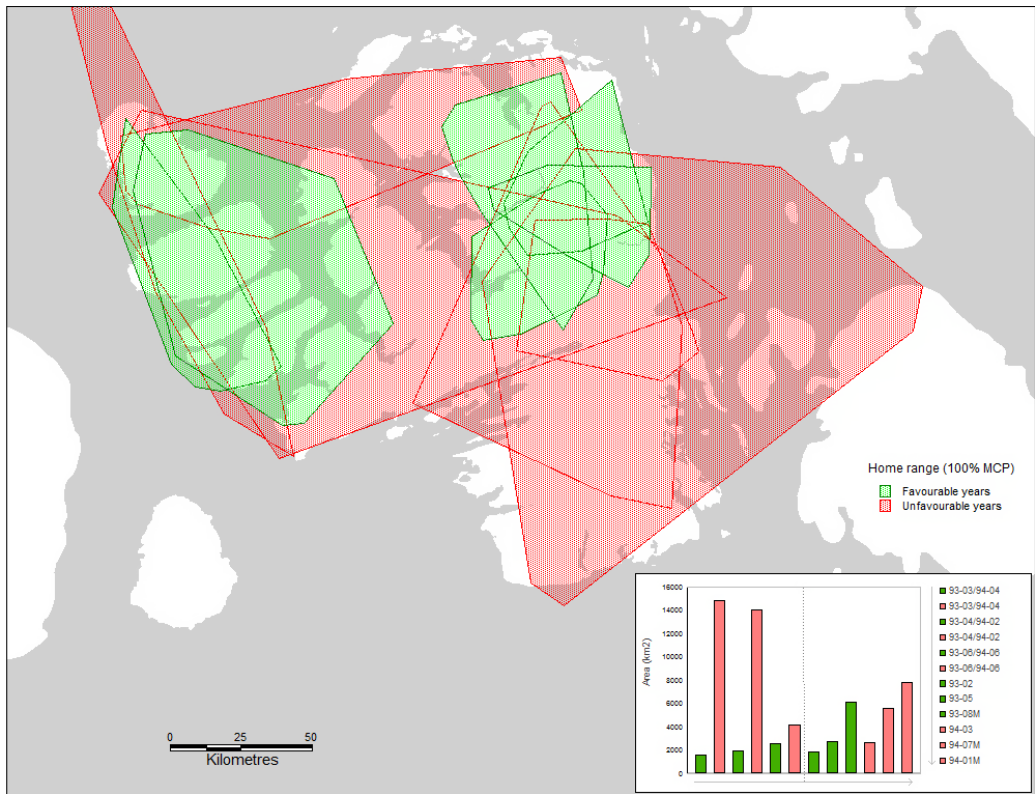 Home range (100% MCP)
Favourable years
Unfavourable years
0 25 50
Kilometres
Area (km2)
16000
14000
12000
10000
8000
6000
4000
2000
0
93-03/94-04
93-03/94-04
93-04/94-02
93-04/94-02
93-06/94-06
93-06/94-06
93-02
93-05
93-08M
94-03
94-07M
94-01M